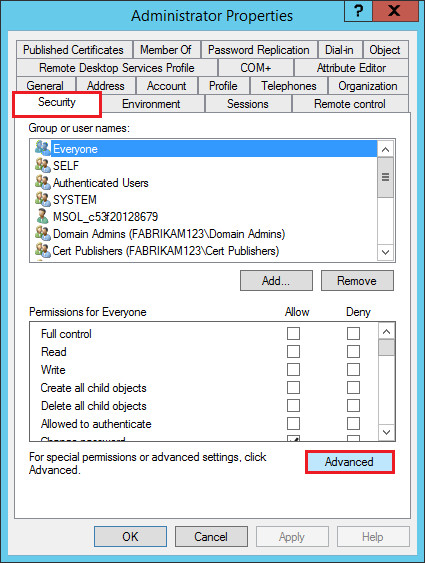 Administrator Properties
?
x
Published Certificates Member Of Password Replication Dial-in Object
Remote Desktop Services Profile COM+ Attribute Editor
General Address Account Profile Telephones Organization
Security Environment Sessions Remote control
Group or user names:
Everyone
SELF
Authenticated Users
SYSTEM
MSOL_c53f20128679
Domain Admins (FABRIKAM123\Domain Admins)
Cert Publishers (FABRIKAM123\Cert Publishers)
Add... Remove
Permissions for Everyone Allow Deny
Full control
Read
Write
Create all child objects
Delete all child objects
Allowed to authenticate
Change password
For special permissions or advanced settings, click
Advanced.
Advanced
OK Cancel Apply Help